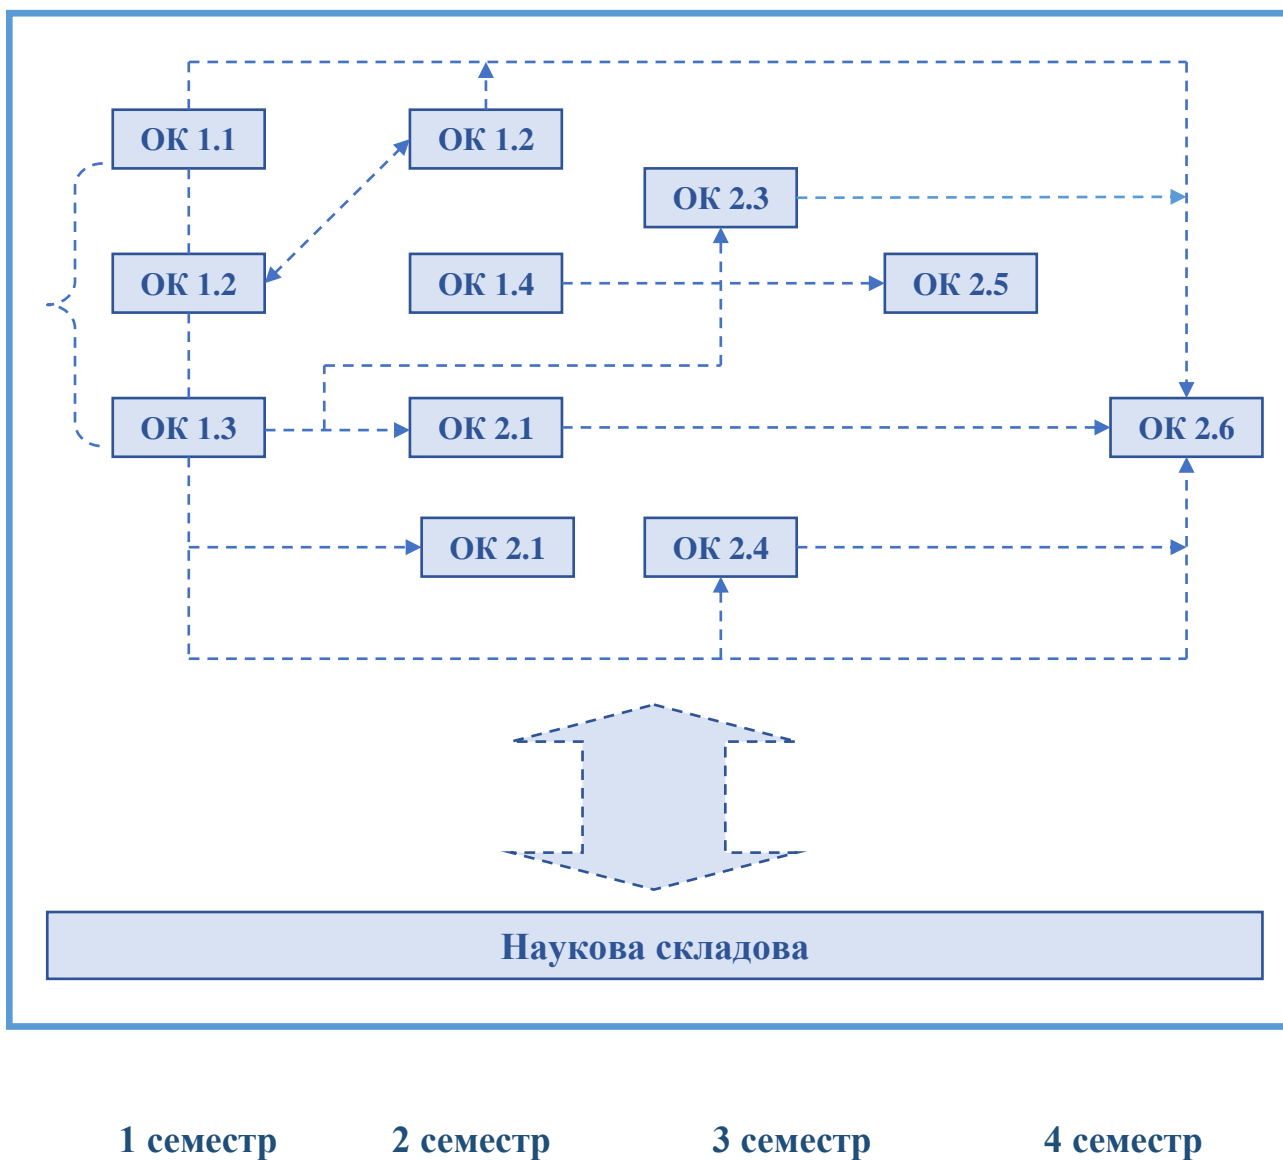 ОК 1.1
ОК 1.2
ОК 2.3
ОК 1.2
ОК 1.4
ОК 2.5
ОК 1.3
ОК 2.1
ОК 2.6
ОК 2.1
ОК 2.4
Наукова складова
1 семестр
2 семестр
3 семестр
4 семестр